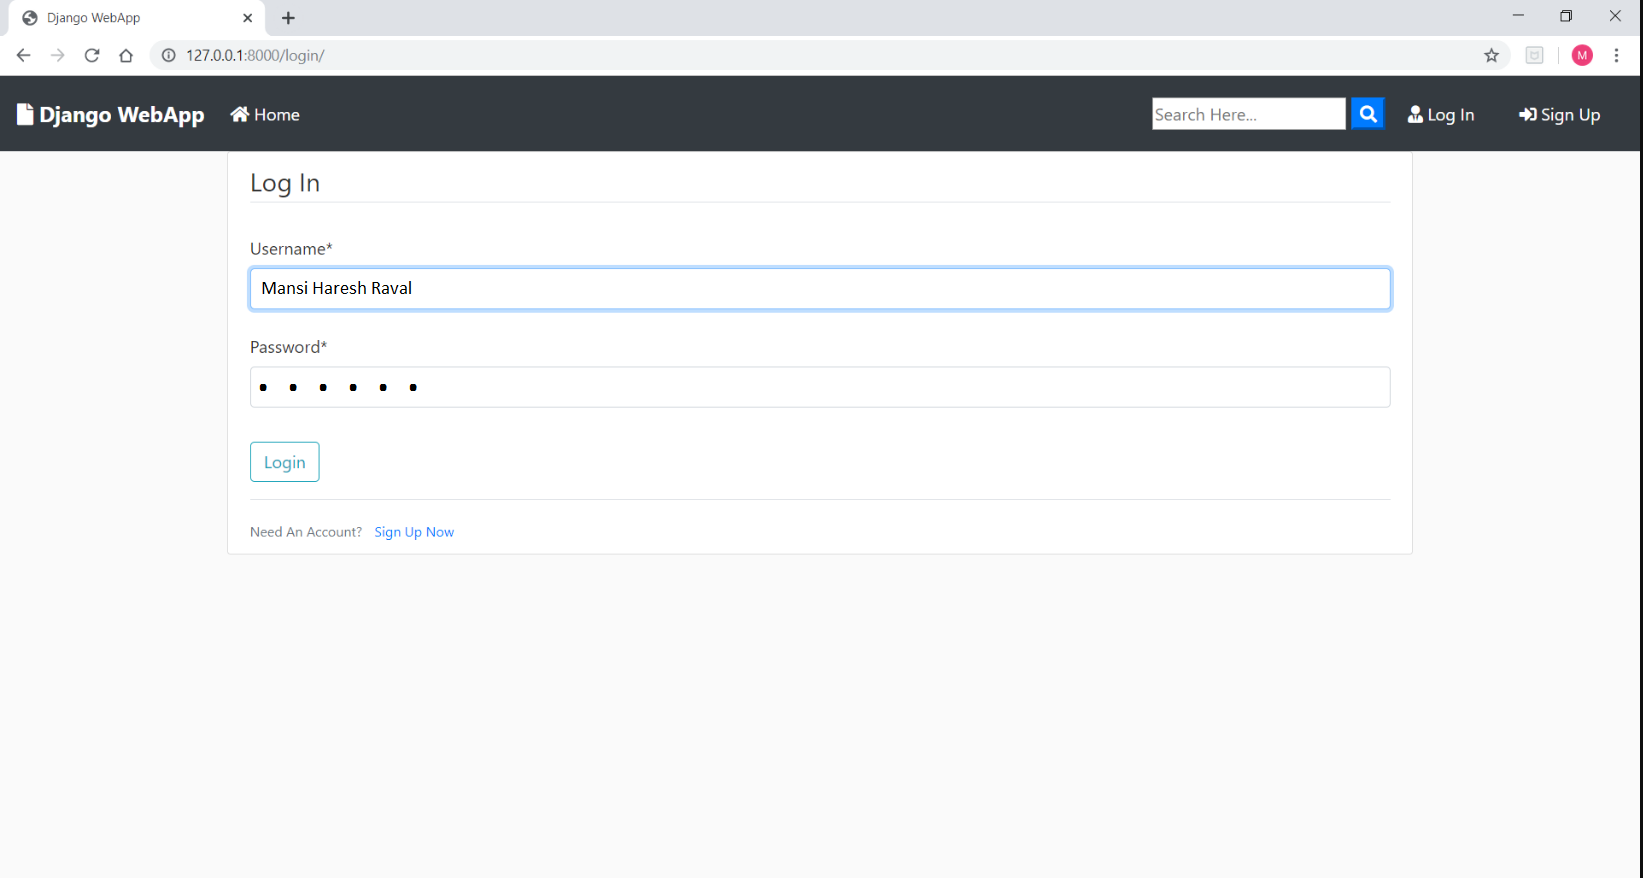 Django WebApp
127.0.0.1:8000/login/
M
Django WebApp Home Search Here... Log In Sign Up
Log In
Username*
Mansi Haresh Raval
Password*
Login
Need An Account? Sign Up Now